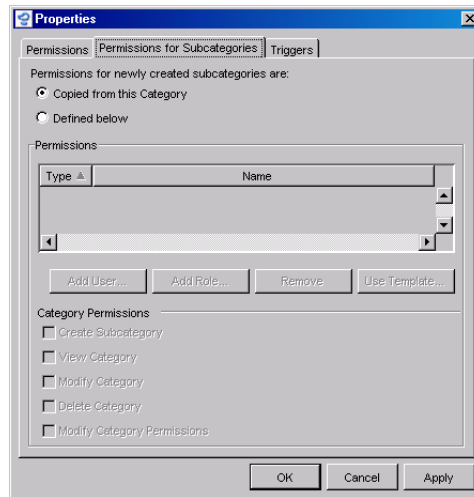 Properties
Permissions Permissions for Subcategories Triggers
Permissions for newly created subcategories are:
Copied from this Category
Defined below
Permissions
Type Name
Add User... Add Role... Remove Use Template...
Category Permissions
Create Subcategory
View Category
Modify Category
Delete Category
Modify Category Permissions
OK Cancel Apply